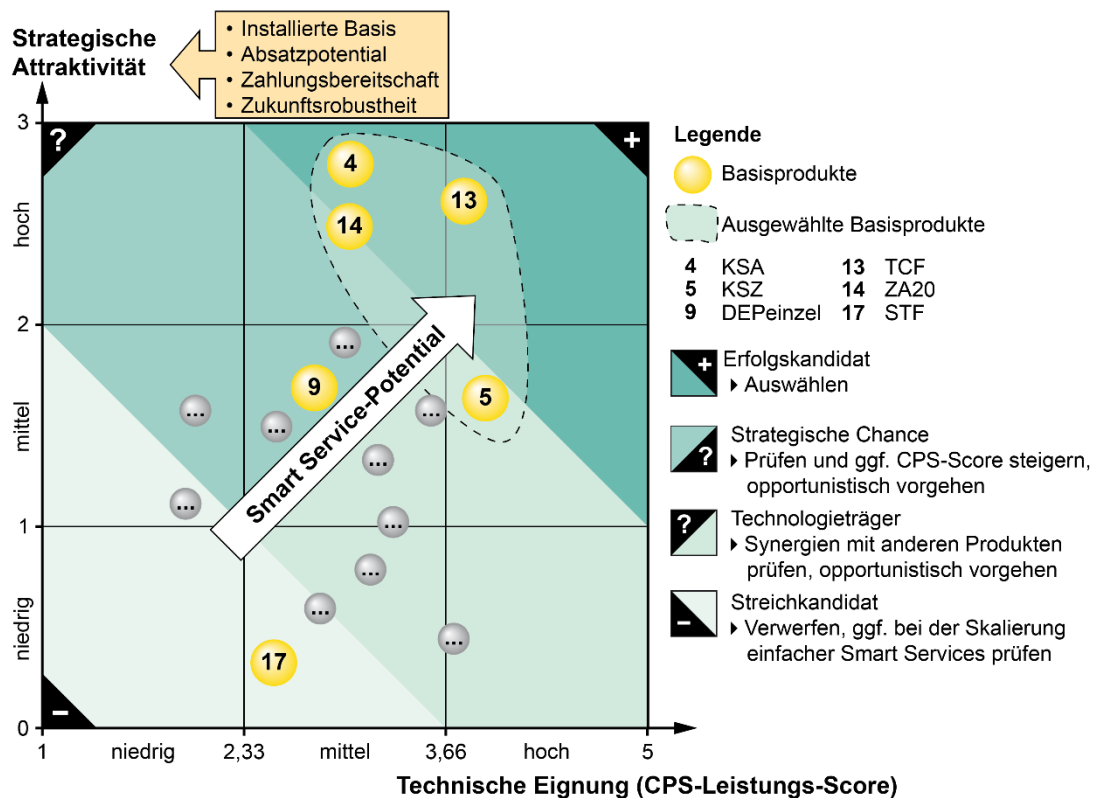 Strategische
Attraktivität
• Installierte Basis
• Absatzpotential
• Zahlungsbereitschaft
• Zukunftsrobustheit
3
hoch
2
mittel
1
niedrig
0
?
+
4
13
14
...
9
...
...
5
...
...
...
...
...
...
...
17
–
Smart Service-Potential
1
niedrig
2,33
mittel
3,66
hoch
5
Technische Eignung (CPS-Leistungs-Score)
Legende
Basisprodukte
Ausgewählte Basisprodukte
4 KSA 13 TCF
5 KSZ 14 ZA20
9 DEPeinzel 17 STF
+ Erfolgskandidat
▸ Auswählen
Strategische Chance
? ▸ Prüfen und ggf. CPS-Score steigern,
opportunistisch vorgehen
? Technologieträger
▸ Synergien mit anderen Produkten
prüfen, opportunistisch vorgehen
Streichkandidat
– ▸ Verwerfen, ggf. bei der Skalierung
einfacher Smart Services prüfen